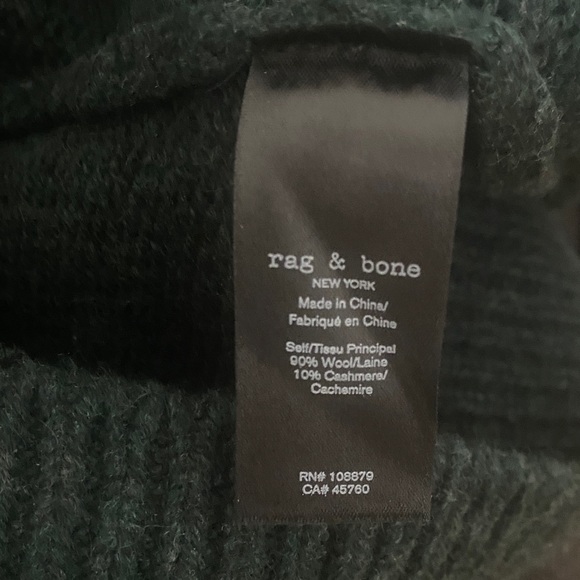 rag & bone
NEW YORK
Made in China/
Fabriqué en Chine
Self/Tissu Principal
90% Wool/Laine
10% Cashmere/
Cachemire
RN# 108879
CA# 45760